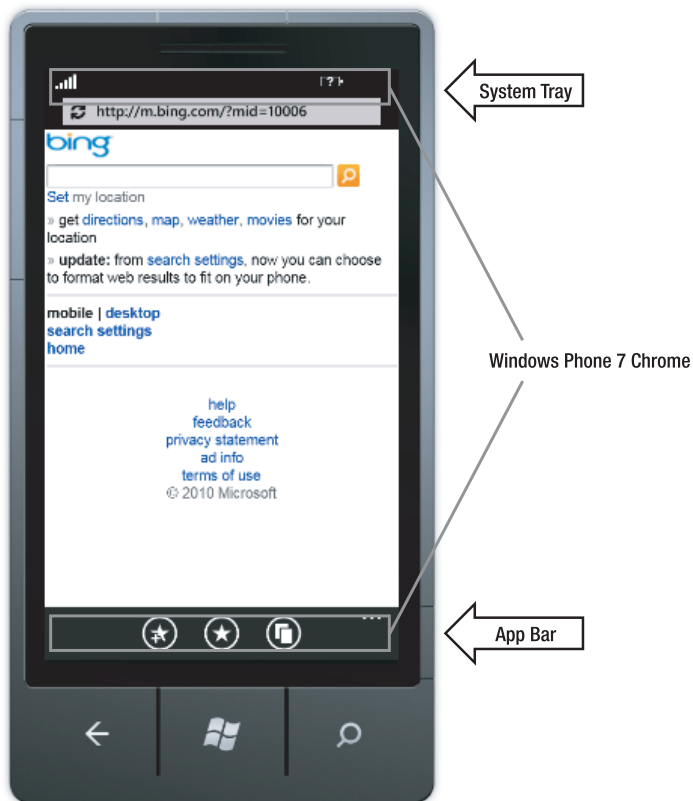 System Tray
http://m.bing.com/?mid=10006
bing
Set my location
» get directions, map, weather, movies for your
location
» update: from search settings, now you can choose
to format web results to fit on your phone.
mobile | desktop
search settings
home
Windows Phone 7 Chrome
help
feedback
privacy statement
ad info
terms of use
© 2010 Microsoft
...
App Bar